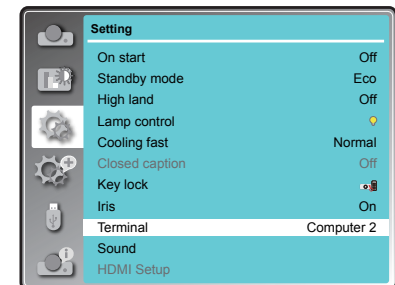 Setting
On start Off
Standby mode Eco
High land Off
Lamp control
Cooling fast Normal
Closed caption Off
Key lock
Iris On
Terminal Computer 2
Sound
HDMI Setup